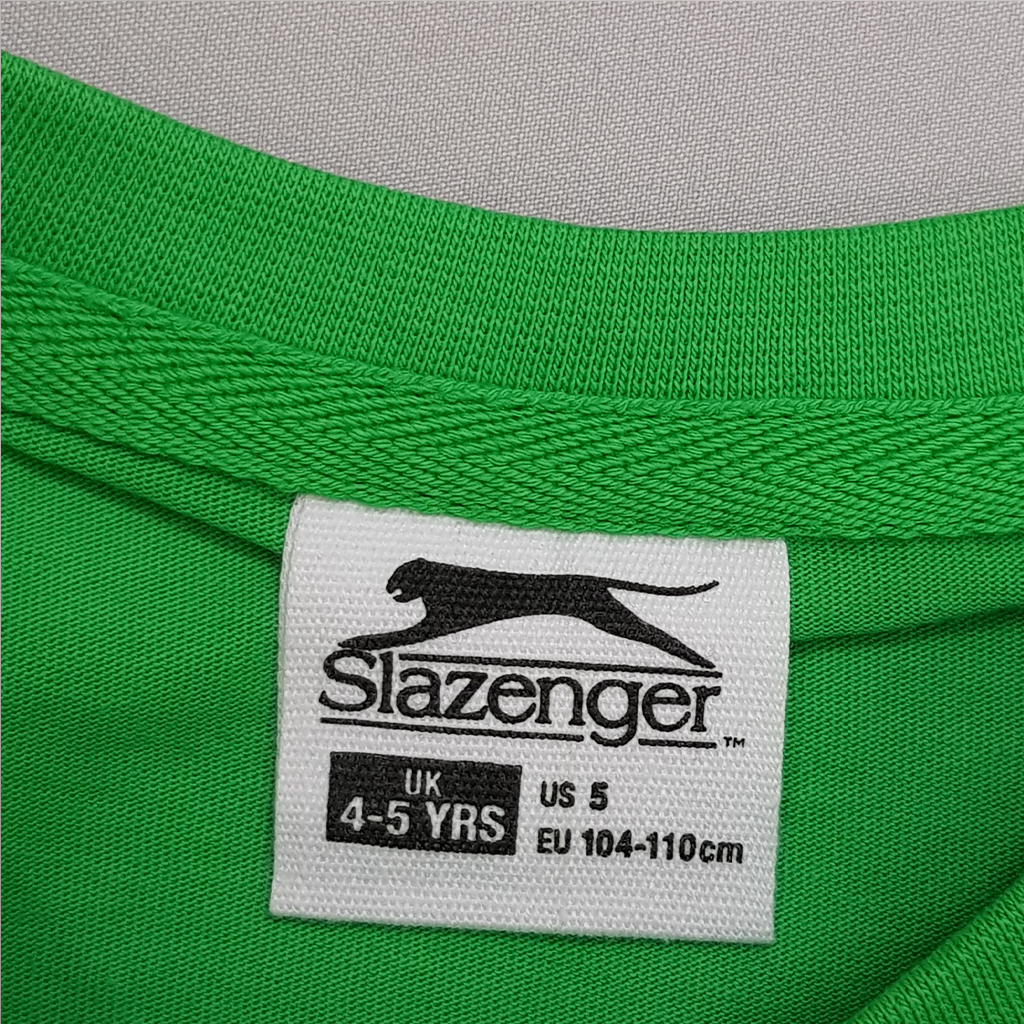 Slazenger™
UK
4-5 YRS
US 5
EU 104-110cm